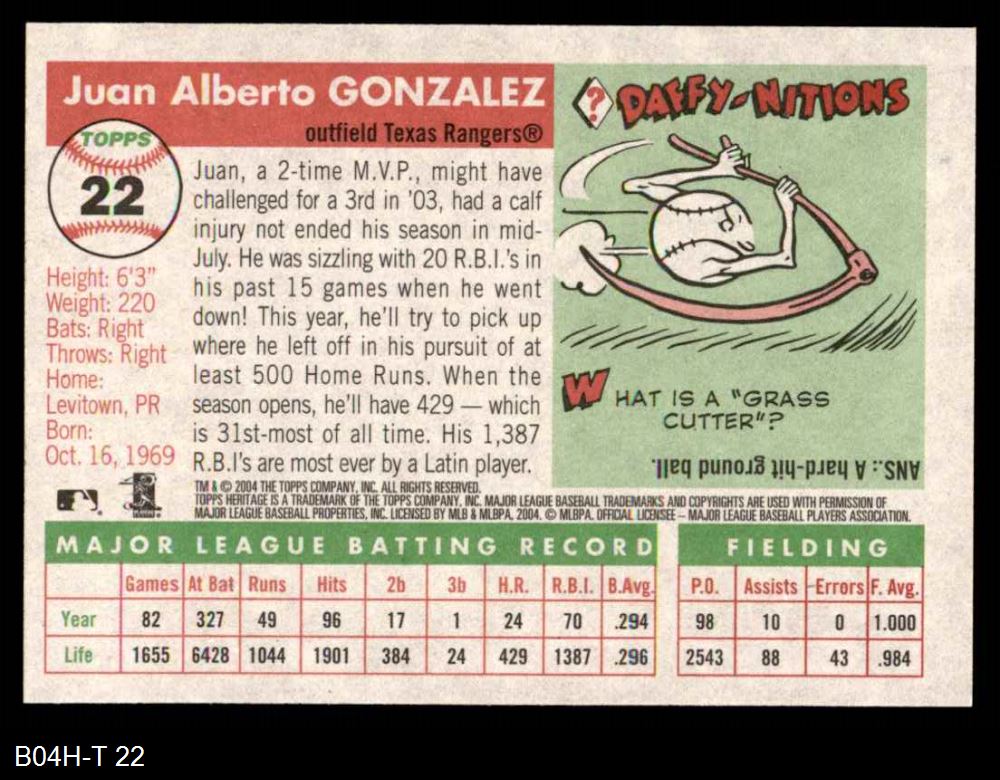 Juan Alberto GONZALEZ
outfield Texas Rangers®
TOPPS
22
Height: 6'3"
Weight: 220
Bats: Right
Throws: Right
Home:
Levitown, PR
Born:
Oct. 16, 1969
Juan, a 2-time M.V.P., might have
challenged for a 3rd in '03, had a calf
injury not ended his season in mid-
July. He was sizzling with 20 R.B.I.'s in
his past 15 games when he went
down! This year, he'll try to pick up
where he left off in his pursuit of at
least 500 Home Runs. When the
season opens, he'll have 429 — which
is 31st-most of all time. His 1,387
R.B.I's are most ever by a Latin player.
? DAFFY-NITIONS
WHAT IS A "GRASS
CUTTER"?
ANS.: A hard-hit ground ball.
TM & © 2004 THE TOPPS COMPANY, INC. ALL RIGHTS RESERVED.
TOPPS HERITAGE IS A TRADEMARK OF THE TOPPS COMPANY, INC. MAJOR LEAGUE BASEBALL TRADEMARKS AND COPYRIGHTS ARE USED WITH PERMISSION OF
MAJOR LEAGUE BASEBALL PROPERTIES, INC. LICENSED BY MLB & MLBPA, 2004. © MLBPA. OFFICIAL LICENSEE – MAJOR LEAGUE BASEBALL PLAYERS ASSOCIATION.
MAJOR LEAGUE BATTING RECORD FIELDING
Games At Bat Runs Hits 2b 3b H.R. R.B.I. B.Avg. P.O. Assists Errors F. Avg.
Year 82 327 49 96 17 1 24 70 .294 98 10 0 1.000
Life 1655 6428 1044 1901 384 24 429 1387 .296 2543 88 43 .984
B04H-T 22